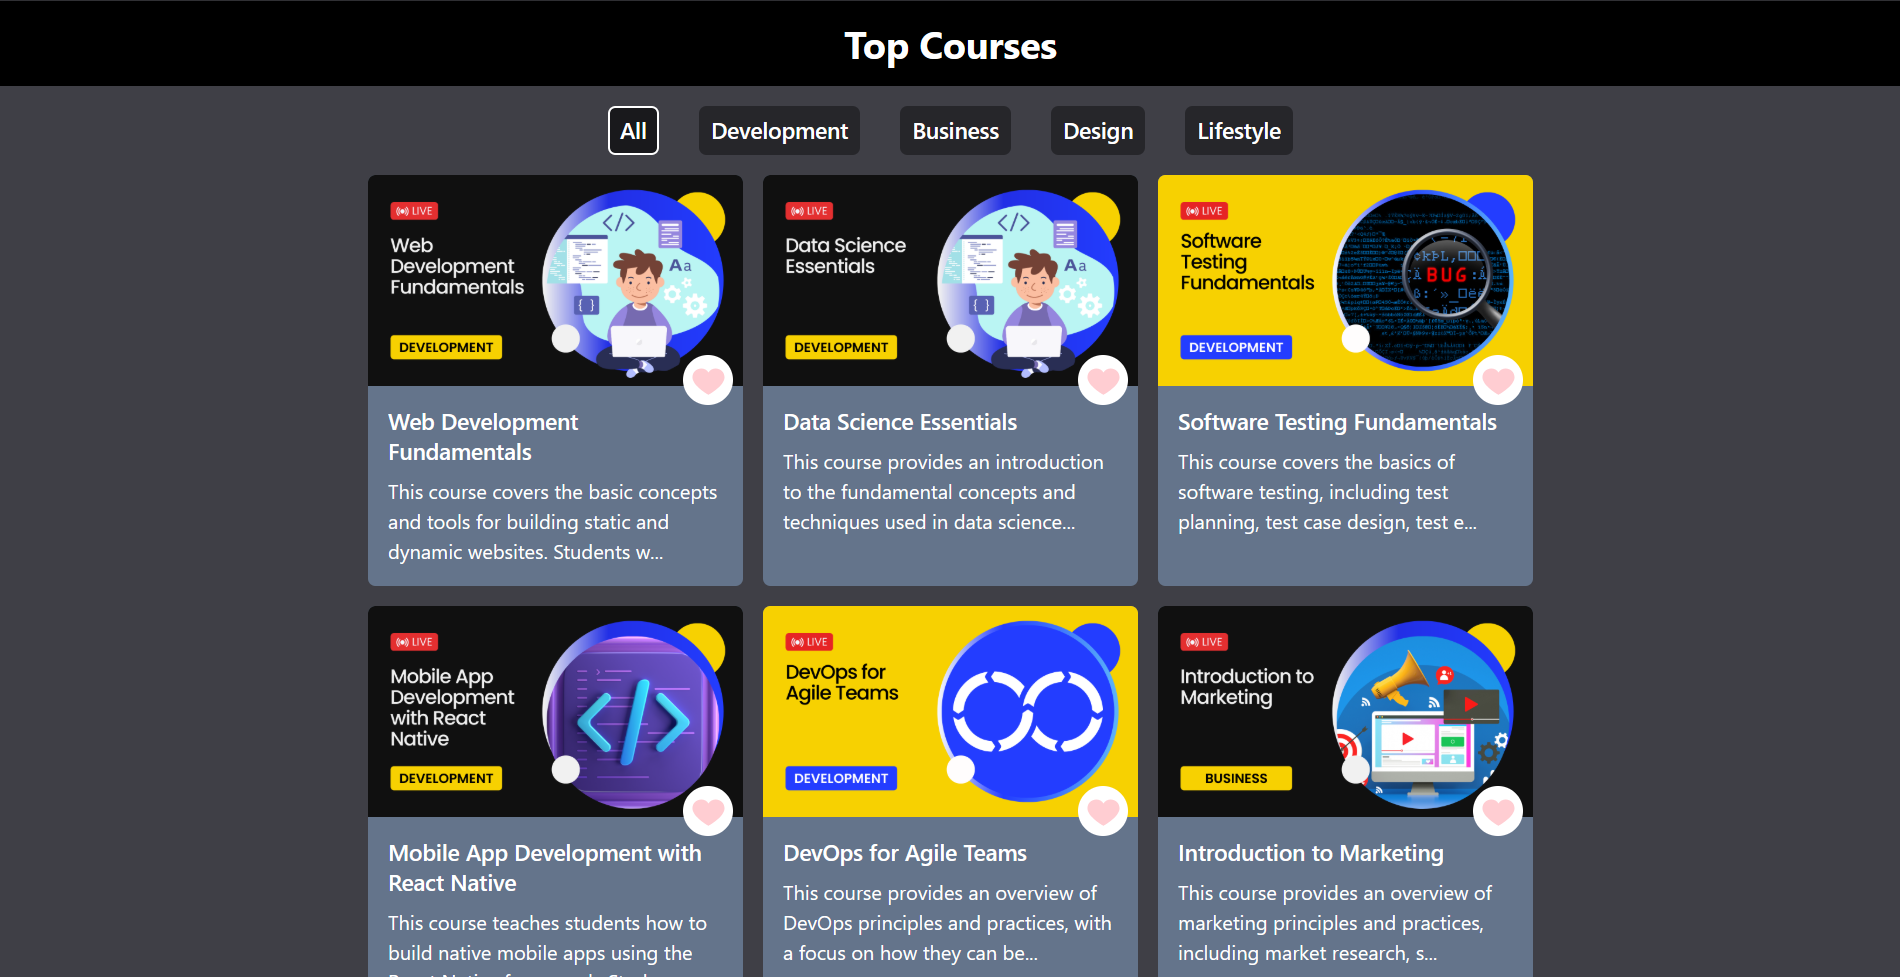 Top Courses
All
Development
Business
Design
Lifestyle
LIVE
Web
Development
Fundamentals
</>
Aa
{ }
DEVELOPMENT
Web Development
Fundamentals
This course covers the basic concepts
and tools for building static and
dynamic websites. Students w...
LIVE
Data Science
Essentials
</>
Aa
{ }
DEVELOPMENT
Data Science Essentials
This course provides an introduction
to the fundamental concepts and
techniques used in data science...
LIVE
Software
Testing
Fundamentals
BUG
DEVELOPMENT
Software Testing Fundamentals
This course covers the basics of
software testing, including test
planning, test case design, test e...
LIVE
Mobile App
Development
with React
Native
</>
DEVELOPMENT
Mobile App Development with
React Native
This course teaches students how to
build native mobile apps using the
LIVE
DevOps for
Agile Teams
DEVELOPMENT
DevOps for Agile Teams
This course provides an overview of
DevOps principles and practices, with
a focus on how they can be...
LIVE
Introduction to
Marketing
BUSINESS
Introduction to Marketing
This course provides an overview of
marketing principles and practices,
including market research, s...